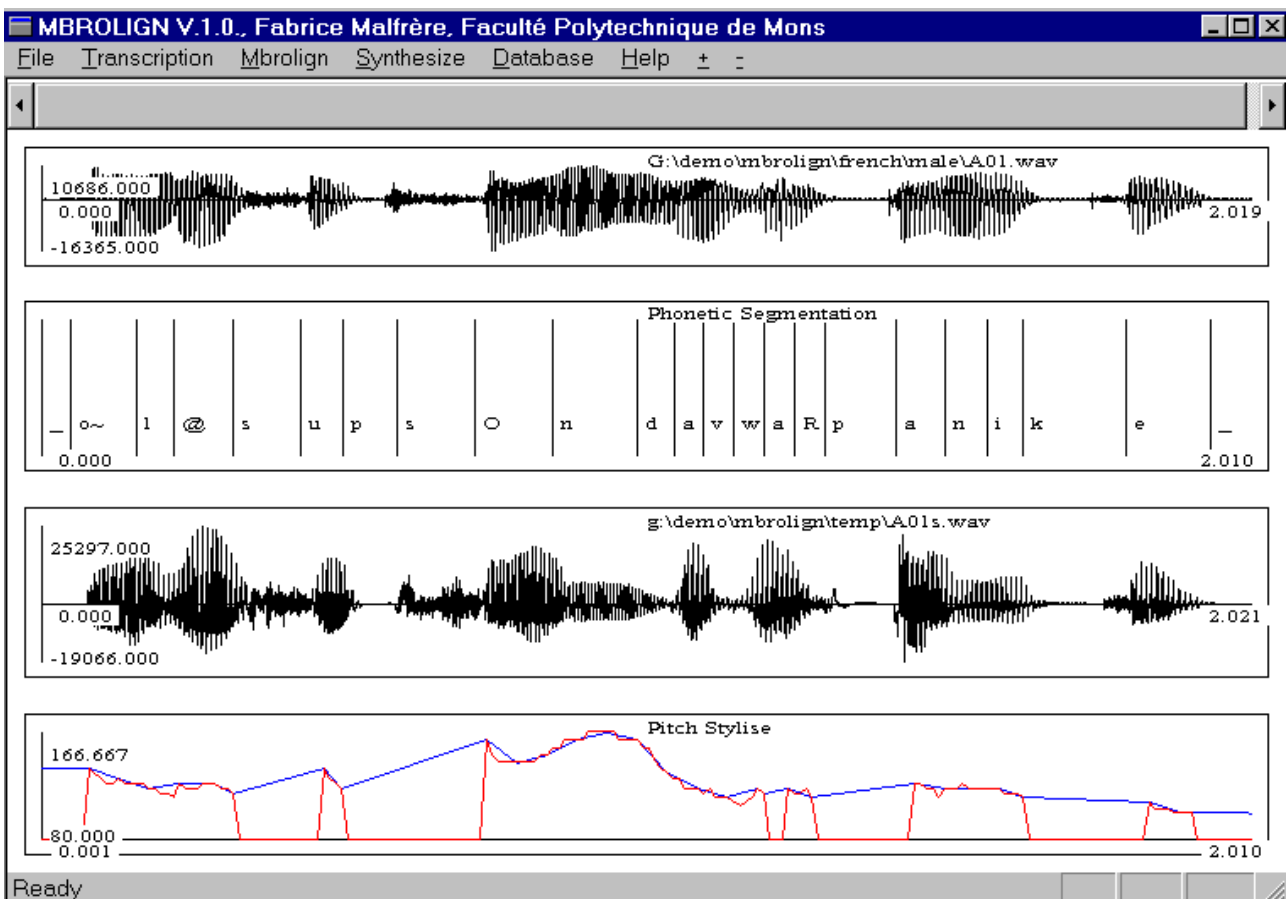 MBROLIGN V.1.0., Fabrice Malfrère, Faculté Polytechnique de Mons
File Transcription Mbrolign Synthesize Database Help + -
G:\demo\mbrolign\french\male\A01.wav
10686.000
0.000
2.019
-16365.000
Phonetic Segmentation
_ o~ l @ s u p s O n d a v w a R p a n i k e _
0.000 2.010
g:\demo\mbrolign\temp\A01s.wav
25297.000
0.000
2.021
-19066.000
Pitch Stylise
166.667
80.000
0.001 2.010
Ready